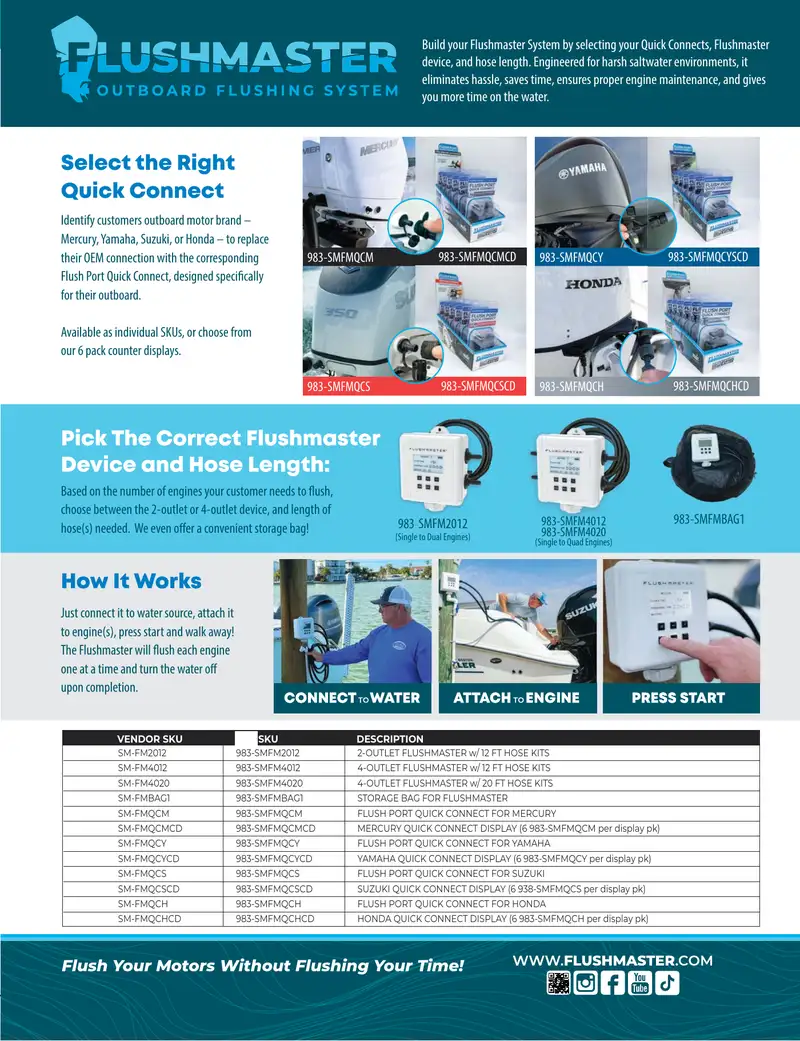 FLUSHMASTER
OUTBOARD FLUSHING SYSTEM
Build your Flushmaster System by selecting your Quick Connects, Flushmaster
device, and hose length. Engineered for harsh saltwater environments, it
eliminates hassle, saves time, ensures proper engine maintenance, and gives
you more time on the water.
Select the Right
Quick Connect
Identify customers outboard motor brand –
Mercury, Yamaha, Suzuki, or Honda – to replace
their OEM connection with the corresponding
Flush Port Quick Connect, designed specifically
for their outboard.
Available as individual SKUs, or choose from
our 6 pack counter displays.
MERCURY
FLUSH PORT
983-SMFMQCM 983-SMFMQCMCD
YAMAHA
FLUSH PORT
983-SMFMQCY 983-SMFMQCYSCD
350
FLUSH PORT
983-SMFMQCS 983-SMFMQCSCD
HONDA
FLUSH PORT
983-SMFMQCH 983-SMFMQCHCD
Pick The Correct Flushmaster
Device and Hose Length:
Based on the number of engines your customer needs to flush,
choose between the 2-outlet or 4-outlet device, and length of
hose(s) needed. We even offer a convenient storage bag!
FLUSHMASTER
983 SMFM2012
(Single to Dual Engines)
FLUSHMASTER
983-SMFM4012
983-SMFM4020
(Single to Quad Engines)
983-SMFMBAG1
How It Works
Just connect it to water source, attach it
to engine(s), press start and walk away!
The Flushmaster will flush each engine
one at a time and turn the water off
upon completion.
CONNECT TO WATER
SUZUKI
ATTACH TO ENGINE
FLUSHMASTER
PRESS START
VENDOR SKU SKU DESCRIPTION
SM-FM2012 983-SMFM2012 2-OUTLET FLUSHMASTER w/ 12 FT HOSE KITS
SM-FM4012 983-SMFM4012 4-OUTLET FLUSHMASTER w/ 12 FT HOSE KITS
SM-FM4020 983-SMFM4020 4-OUTLET FLUSHMASTER w/ 20 FT HOSE KITS
SM-FMBAG1 983-SMFMBAG1 STORAGE BAG FOR FLUSHMASTER
SM-FMQCM 983-SMFMQCM FLUSH PORT QUICK CONNECT FOR MERCURY
SM-FMQCMCD 983-SMFMQCMCD MERCURY QUICK CONNECT DISPLAY (6 983-SMFMQCM per display pk)
SM-FMQCY 983-SMFMQCY FLUSH PORT QUICK CONNECT FOR YAMAHA
SM-FMQCYCD 983-SMFMQCYCD YAMAHA QUICK CONNECT DISPLAY (6 983-SMFMQCY per display pk)
SM-FMQCS 983-SMFMQCS FLUSH PORT QUICK CONNECT FOR SUZUKI
SM-FMQCSCD 983-SMFMQCSCD SUZUKI QUICK CONNECT DISPLAY (6 938-SMFMQCS per display pk)
SM-FMQCH 983-SMFMQCH FLUSH PORT QUICK CONNECT FOR HONDA
SM-FMQCHCD 983-SMFMQCHCD HONDA QUICK CONNECT DISPLAY (6 983-SMFMQCH per display pk)
Flush Your Motors Without Flushing Your Time!
WWW.FLUSHMASTER.COM
You
Tube